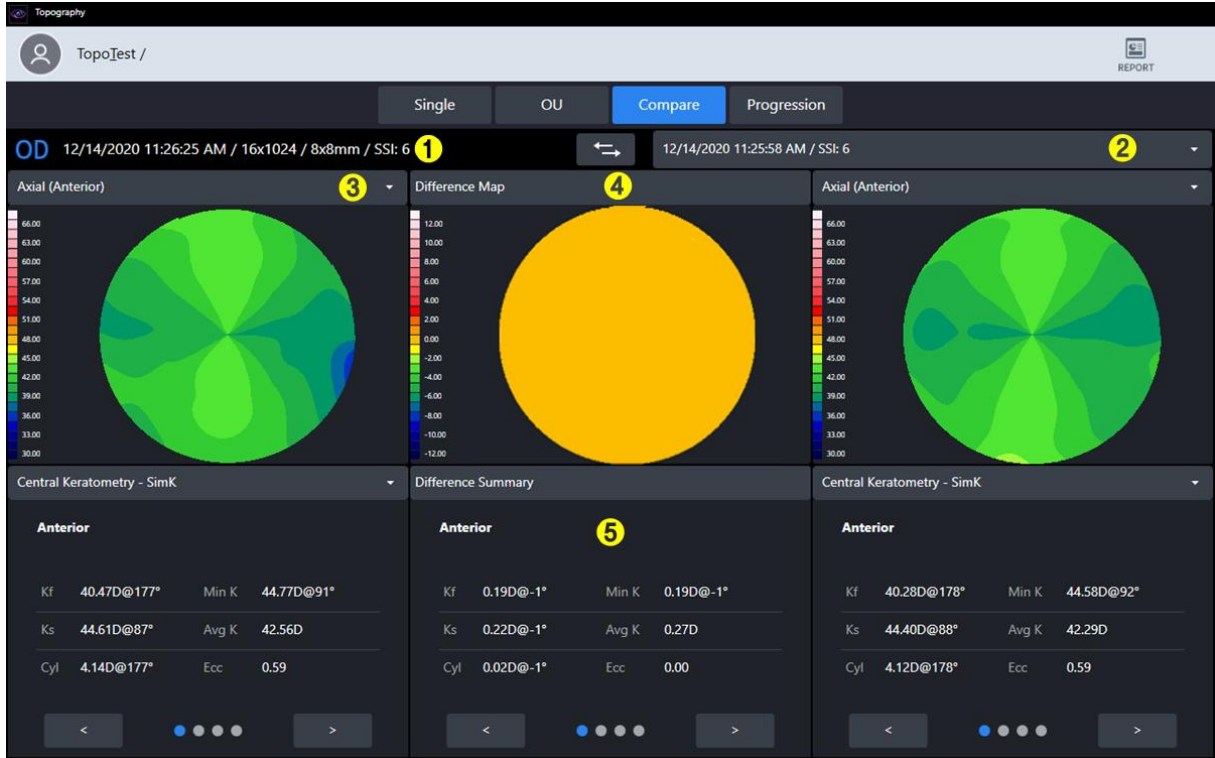 Topography
TopoTest /
REPORT
Single OU Compare Progression
OD 12/14/2020 11:26:25 AM / 16x1024 / 8x8mm / SSI: 6 1
12/14/2020 11:25:58 AM / SSI: 6 2
Axial (Anterior) 3
Difference Map 4
Axial (Anterior)
66.00 12.00 66.00
63.00 10.00 63.00
60.00 8.00 60.00
57.00 6.00 57.00
54.00 4.00 54.00
51.00 2.00 51.00
48.00 0.00 48.00
45.00 -2.00 45.00
42.00 -4.00 42.00
39.00 -6.00 39.00
36.00 -8.00 36.00
33.00 -10.00 33.00
30.00 -12.00 30.00
Central Keratometry - SimK
Difference Summary
Central Keratometry - SimK
Anterior
Kf 40.47D@177° Min K 44.77D@91°
Ks 44.61D@87° Avg K 42.56D
Cyl 4.14D@177° Ecc 0.59
< >
Anterior 5
Kf 0.19D@-1° Min K 0.19D@-1°
Ks 0.22D@-1° Avg K 0.27D
Cyl 0.02D@-1° Ecc 0.00
< >
Anterior
Kf 40.28D@178° Min K 44.58D@92°
Ks 44.40D@88° Avg K 42.29D
Cyl 4.12D@178° Ecc 0.59
< >